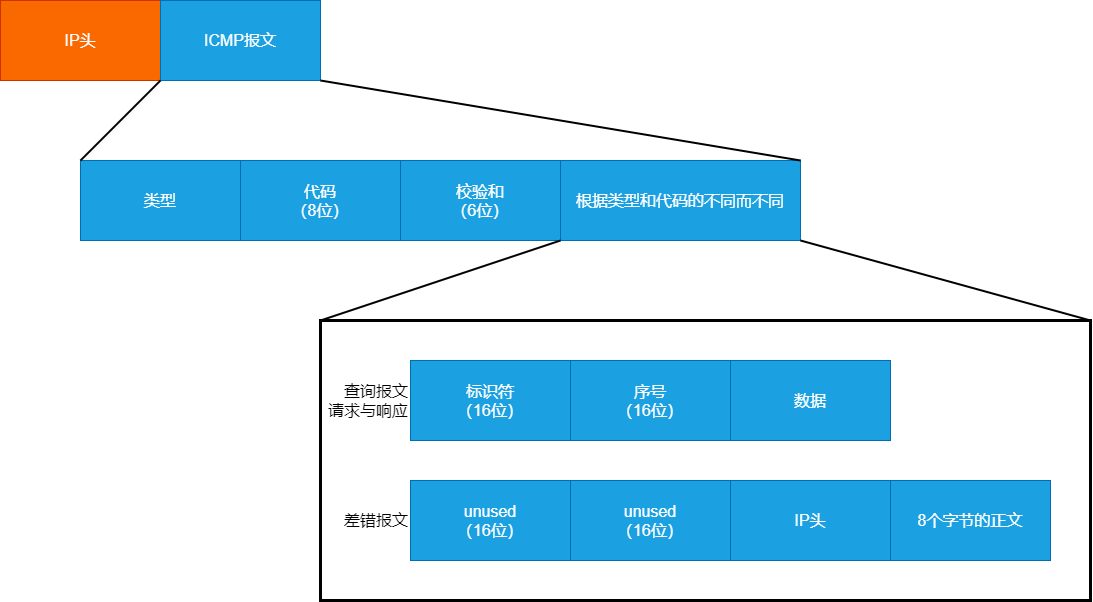 IP头
ICMP报文
类型
代码
(8位)
校验和
(6位)
根据类型和代码的不同而不同
查询报文
请求与响应
标识符
(16位)
序号
(16位)
数据
差错报文
unused
(16位)
unused
(16位)
IP头
8个字节的正文